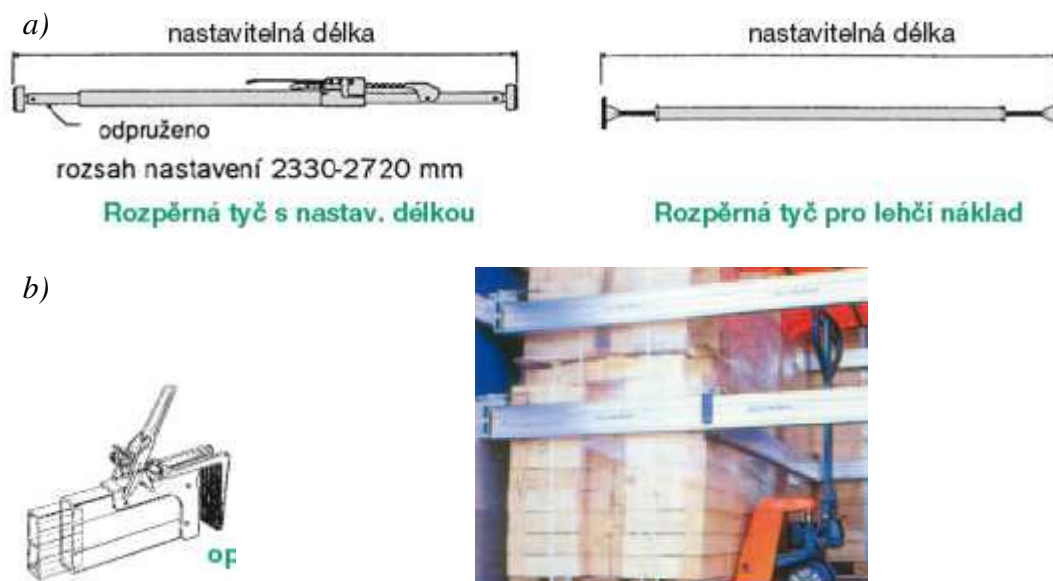 a)
nastavitelná délka
nastavitelná délka
odpruženo
rozsah nastavení 2330-2720 mm
Rozpěrná tyč s nastav. délkou
Rozpěrná tyč pro lehčí náklad
b)
op